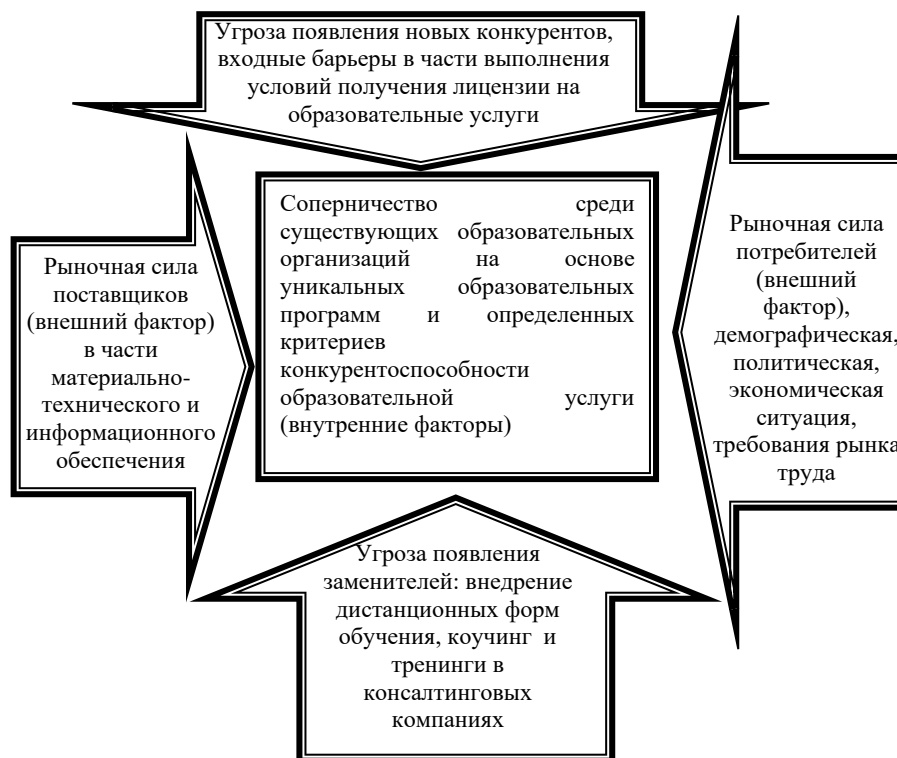 Угроза появления новых конкурентов,
входные барьеры в части выполнения
условий получения лицензии на
образовательные услуги
Рыночная сила
поставщиков
(внешний фактор)
в части
материально-
технического и
информационного
обеспечения
Соперничество среди
существующих образовательных
организаций на основе
уникальных образовательных
программ и определенных
критериев
конкурентоспособности
образовательной услуги
(внутренние факторы)
Рыночная сила
потребителей
(внешний
фактор),
демографическая,
политическая,
экономическая
ситуация,
требования рынка
труда
Угроза появления
заменителей: внедрение
дистанционных форм
обучения, коучинг и
тренинги в
консалтинговых
компаниях